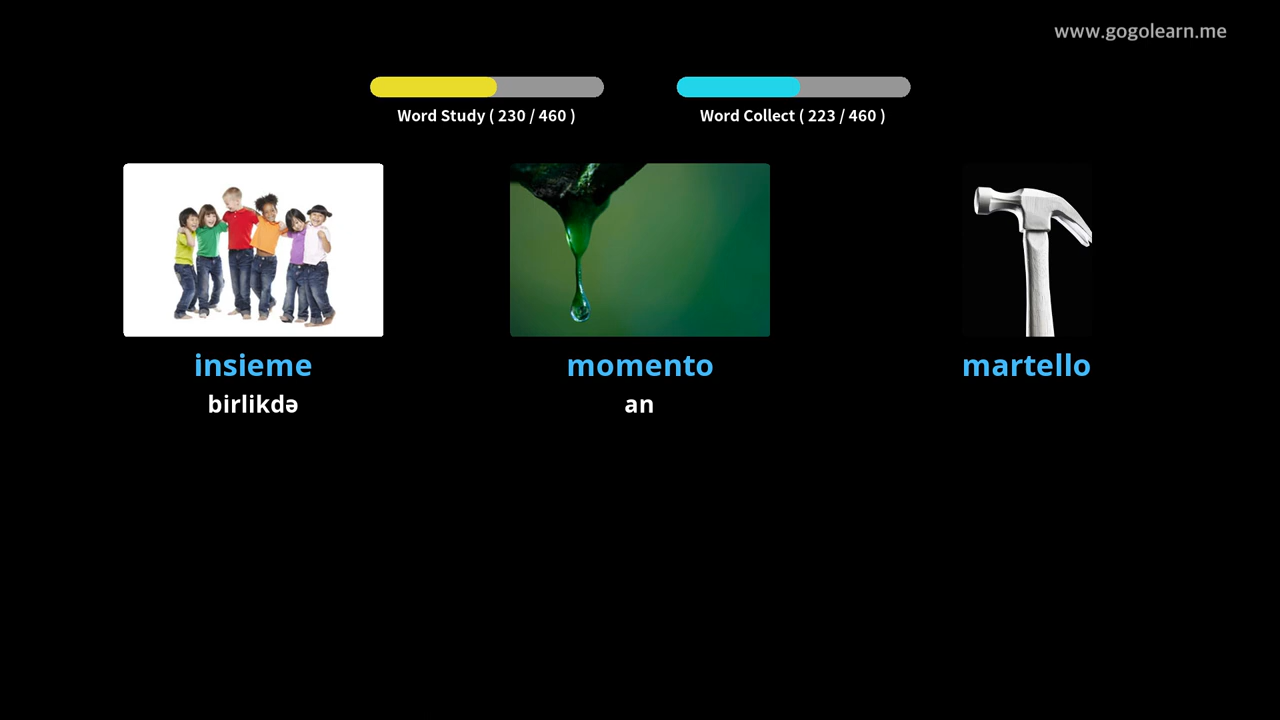 www.gogolearn.me
Word Study ( 230 / 460 )
Word Collect ( 223 / 460 )
insieme
momento
martello
birlikdə
an